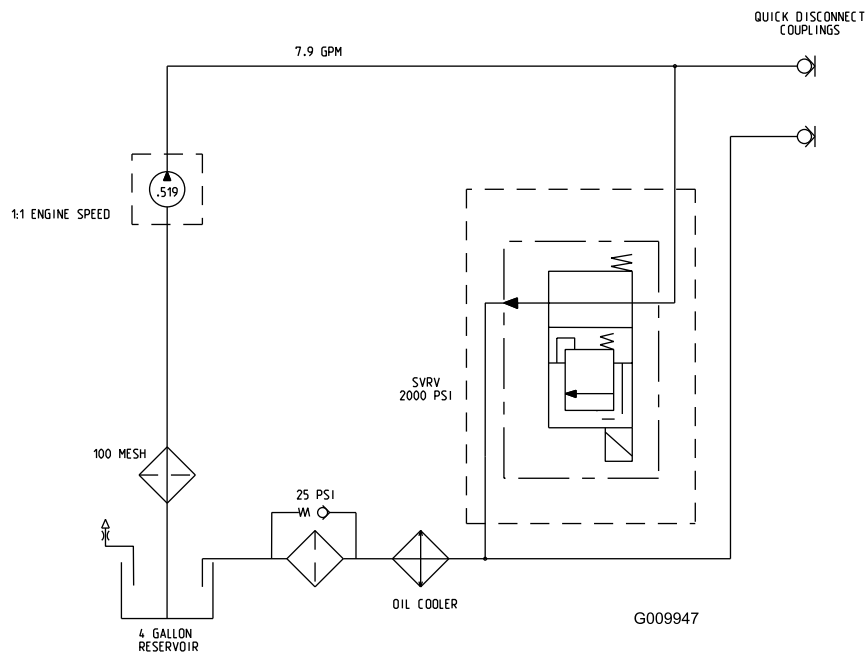 QUICK DISCONNECT
COUPLINGS
7.9 GPM
.519
1:1 ENGINE SPEED
SVRV
2000 PSI
100 MESH
25 PSI
OIL COOLER
G009947
4 GALLON
RESERVOIR